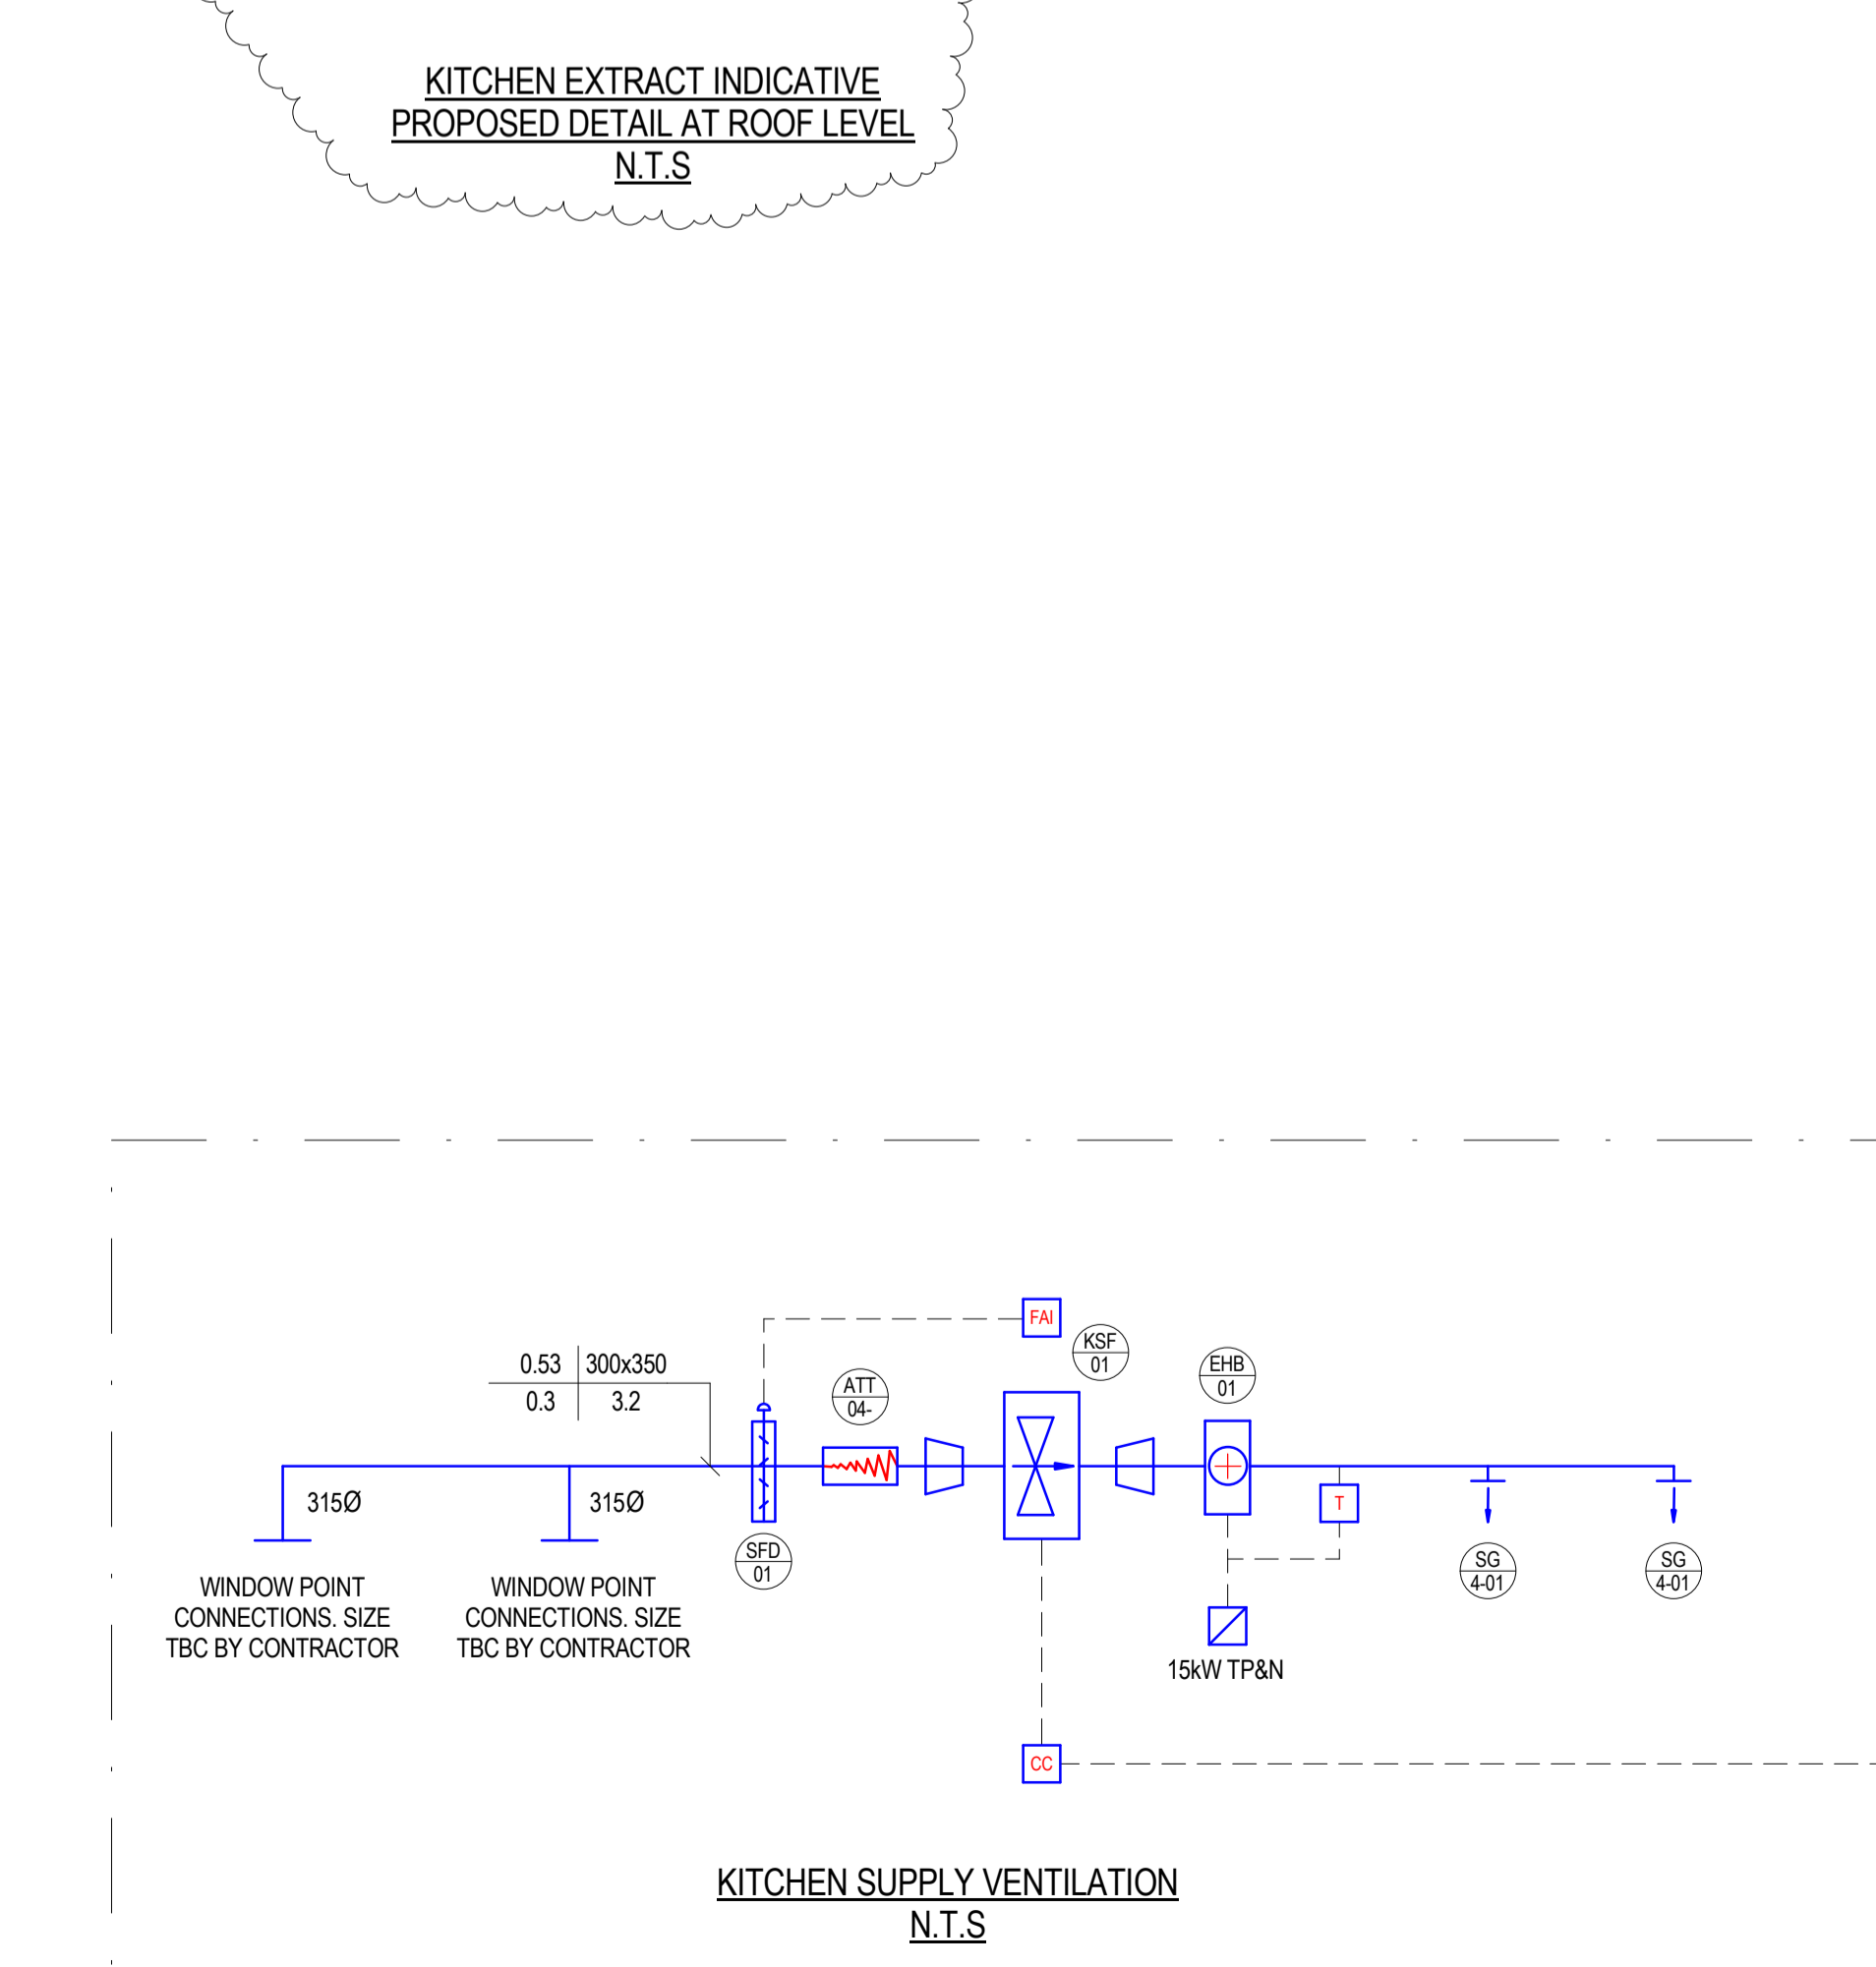 KITCHEN EXTRACT INDICATIVE
PROPOSED DETAIL AT ROOF LEVEL
N.T.S
FAI
KSF
01
0.53 300x350
0.3 3.2
ATT
04-
EHB
01
315Ø
315Ø
T
SFD
01
SG
4-01
SG
4-01
WINDOW POINT
CONNECTIONS. SIZE
TBC BY CONTRACTOR
WINDOW POINT
CONNECTIONS. SIZE
TBC BY CONTRACTOR
15kW TP&N
CC
KITCHEN SUPPLY VENTILATION
N.T.S